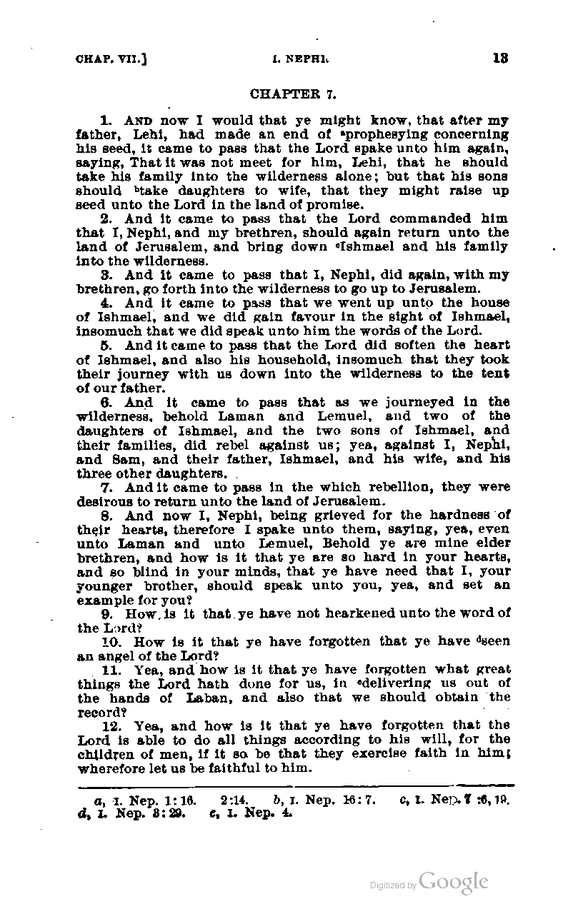 CHAP. VII.] I. NEPHI. 13
CHAPTER 7.
1. AND now I would that ye might know, that after my
father, Lehi, had made an end of ᵃprophesying concerning
his seed, it came to pass that the Lord spake unto him again,
saying, That it was not meet for him, Lehi, that he should
take his family into the wilderness alone; but that his sons
should ᵇtake daughters to wife, that they might raise up
seed unto the Lord in the land of promise.
2. And it came to pass that the Lord commanded him
that I, Nephi, and my brethren, should again return unto the
land of Jerusalem, and bring down ᶜIshmael and his family
into the wilderness.
3. And it came to pass that I, Nephi, did again, with my
brethren, go forth into the wilderness to go up to Jerusalem.
4. And it came to pass that we went up unto the house
of Ishmael, and we did gain favour in the sight of Ishmael,
insomuch that we did speak unto him the words of the Lord.
5. And it came to pass that the Lord did soften the heart
of Ishmael, and also his household, insomuch that they took
their journey with us down into the wilderness to the tent
of our father.
6. And it came to pass that as we journeyed in the
wilderness, behold Laman and Lemuel, and two of the
daughters of Ishmael, and the two sons of Ishmael, and
their families, did rebel against us; yea, against I, Nephi,
and Sam, and their father, Ishmael, and his wife, and his
three other daughters.
7. And it came to pass in the which rebellion, they were
desirous to return unto the land of Jerusalem.
8. And now I, Nephi, being grieved for the hardness of
their hearts, therefore I spake unto them, saying, yea, even
unto Laman and unto Lemuel, Behold ye are mine elder
brethren, and how is it that ye are so hard in your hearts,
and so blind in your minds, that ye have need that I, your
younger brother, should speak unto you, yea, and set an
example for you?
9. How is it that ye have not hearkened unto the word of
the Lord?
10. How is it that ye have forgotten that ye have ᵈseen
an angel of the Lord?
11. Yea, and how is it that ye have forgotten what great
things the Lord hath done for us, in ᵉdelivering us out of
the hands of Laban, and also that we should obtain the
record?
12. Yea, and how is it that ye have forgotten that the
Lord is able to do all things according to his will, for the
children of men, if it so be that they exercise faith in him;
wherefore let us be faithful to him.
a, I. Nep. 1:16. 2:14. b, I. Nep. 16:7. c, I. Nep. 7:6, 19.
d, I. Nep. 3:29. e, I. Nep. 4.
Digitized by Google